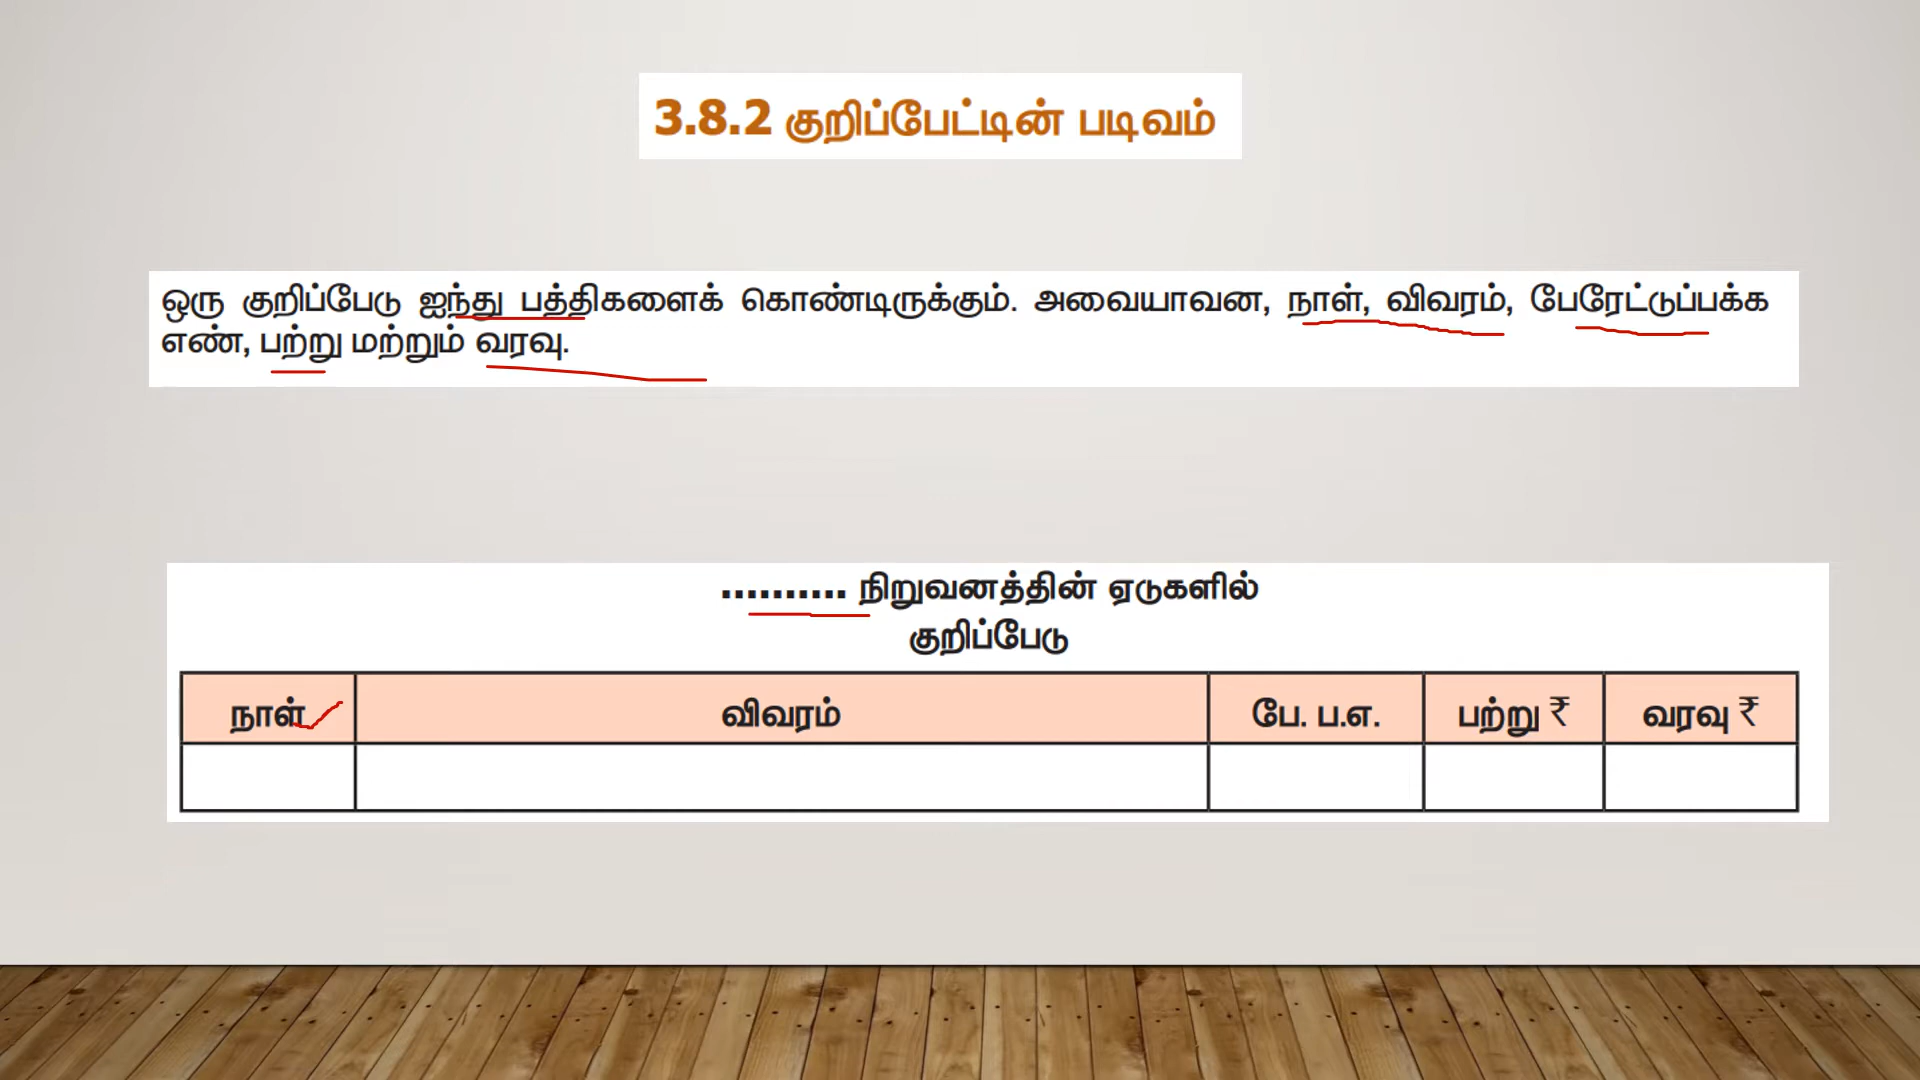 3.8.2 குறிப்பேட்டின் படிவம்
ஒரு குறிப்பேடு ஐந்து பத்திகளைக் கொண்டிருக்கும். அவையாவன, நாள், விவரம், பேரேட்டுப்பக்க
எண், பற்று மற்றும் வரவு.
.......... நிறுவனத்தின் ஏடுகளில்
குறிப்பேடு
நாள் விவரம் பே. ப.எ. பற்று ₹ வரவு ₹